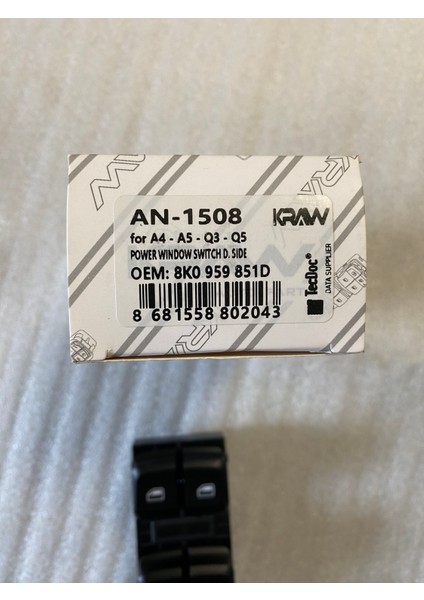 AN-1508
KRAW
for A4 - A5 - Q3 - Q5
POWER WINDOW SWITCH D. SIDE
OEM: 8K0 959 851D
8 681558 802043
TecDoc
DATA SUPPLIER